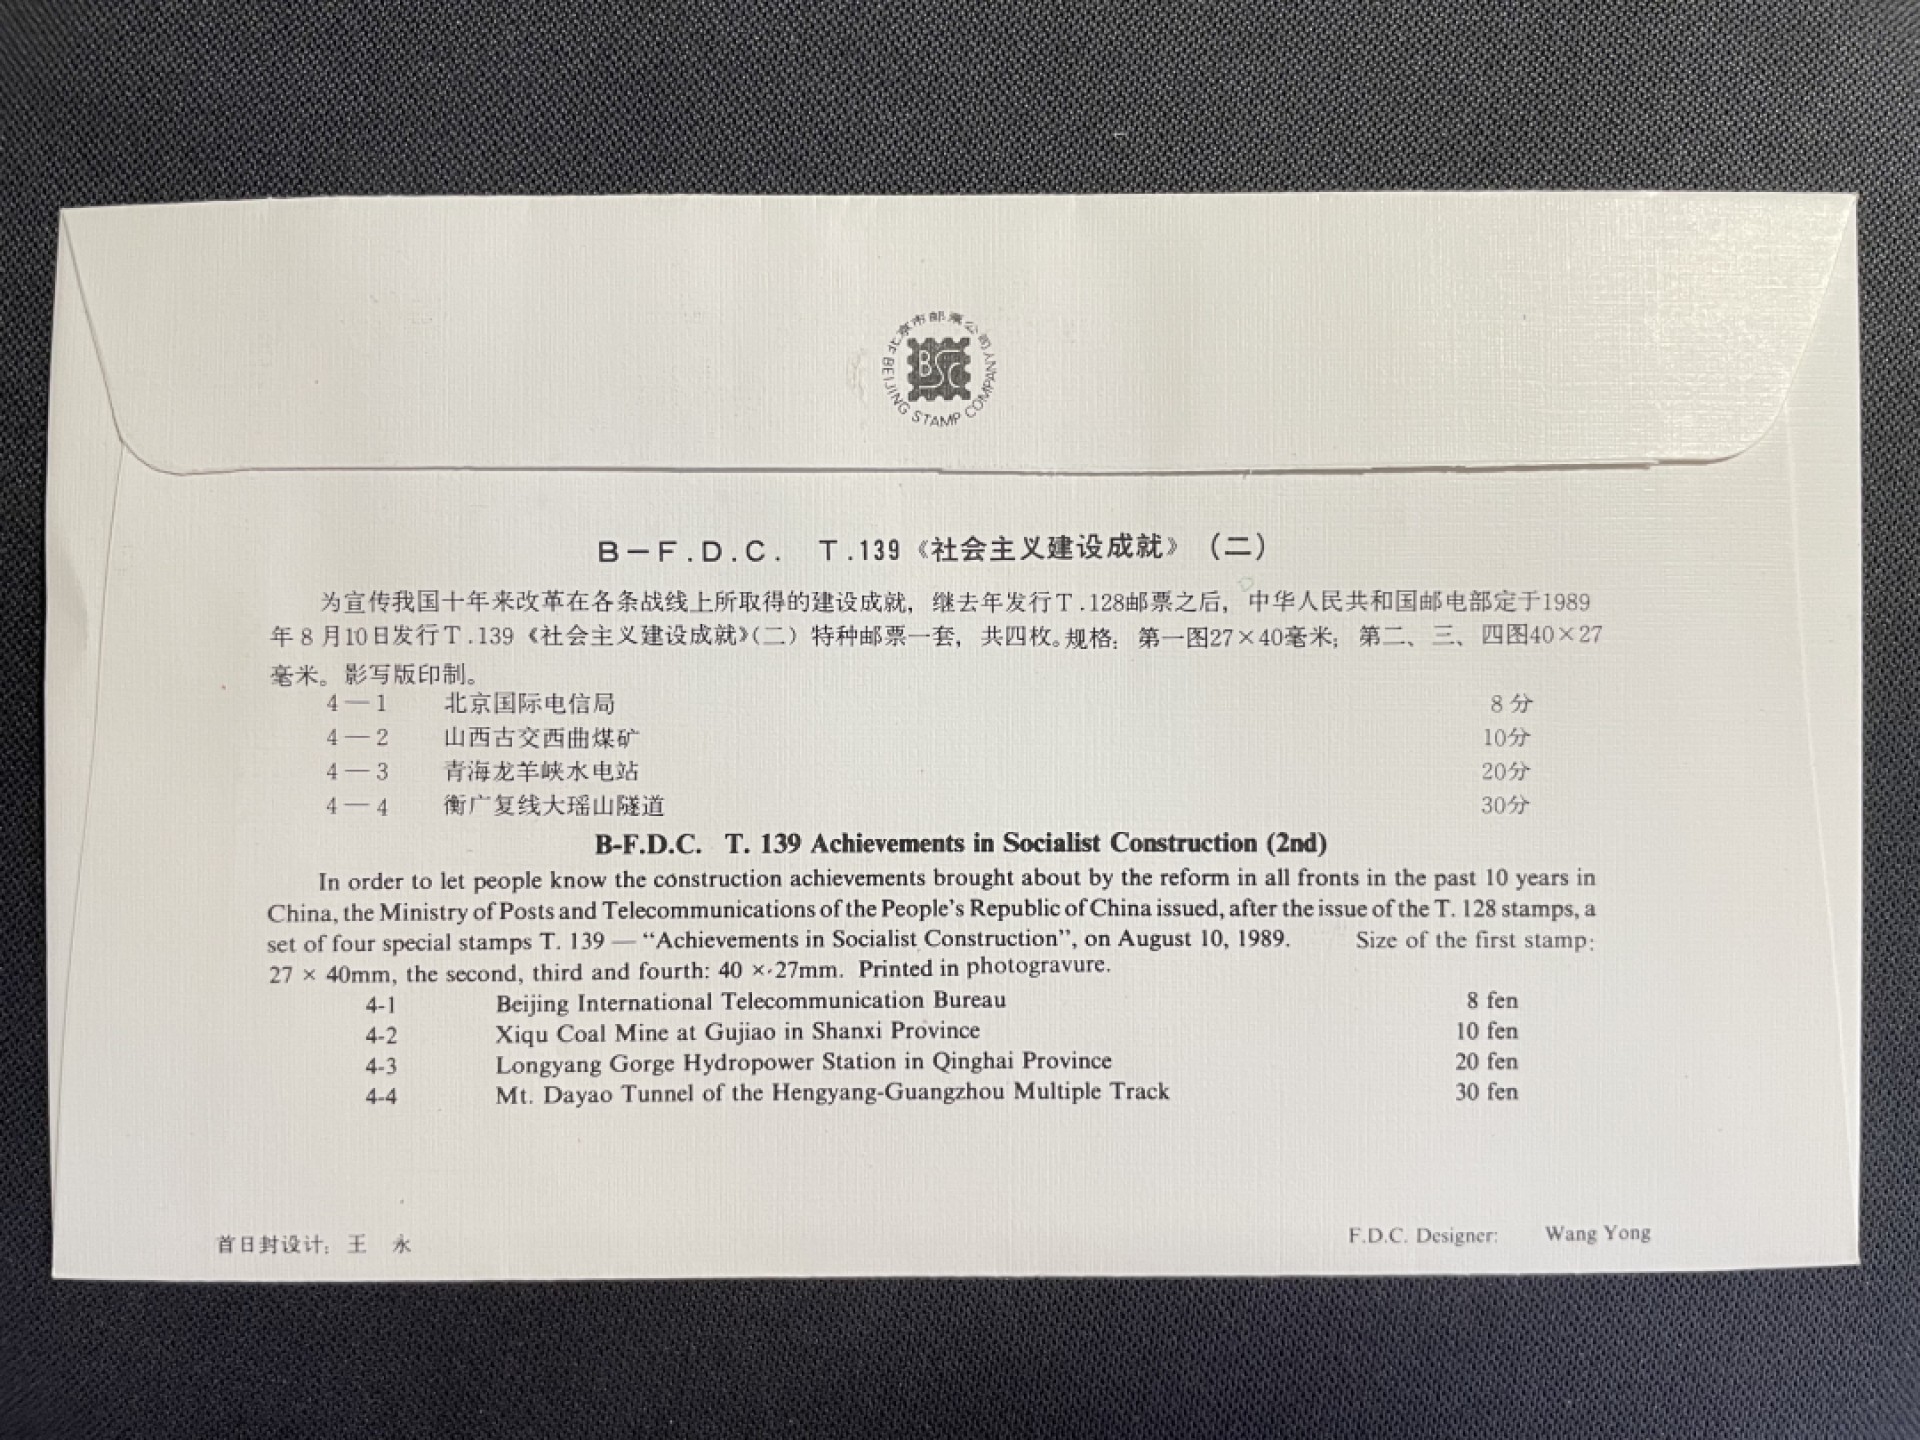 北京市邮票公司
BSC
BEIJING STAMP COMPANY
B－F.D.C. T.139《社会主义建设成就》（二）
为宣传我国十年来改革在各条战线上所取得的建设成就，继去年发行T.128邮票之后，中华人民共和国邮电部定于1989
年8月10日发行T.139《社会主义建设成就》（二）特种邮票一套，共四枚。规格：第一图27×40毫米；第二、三、四图40×27
毫米。影写版印制。
4－1 北京国际电信局 8分
4－2 山西古交西曲煤矿 10分
4－3 青海龙羊峡水电站 20分
4－4 衡广复线大瑶山隧道 30分
B-F.D.C. T. 139 Achievements in Socialist Construction (2nd)
In order to let people know the construction achievements brought about by the reform in all fronts in the past 10 years in
China, the Ministry of Posts and Telecommunications of the People's Republic of China issued, after the issue of the T. 128 stamps, a
set of four special stamps T. 139 — “Achievements in Socialist Construction”, on August 10, 1989. Size of the first stamp:
27 × 40mm, the second, third and fourth: 40 × 27mm. Printed in photogravure.
4-1 Beijing International Telecommunication Bureau 8 fen
4-2 Xiqu Coal Mine at Gujiao in Shanxi Province 10 fen
4-3 Longyang Gorge Hydropower Station in Qinghai Province 20 fen
4-4 Mt. Dayao Tunnel of the Hengyang-Guangzhou Multiple Track 30 fen
首日封设计：王 永 F.D.C. Designer: Wang Yong